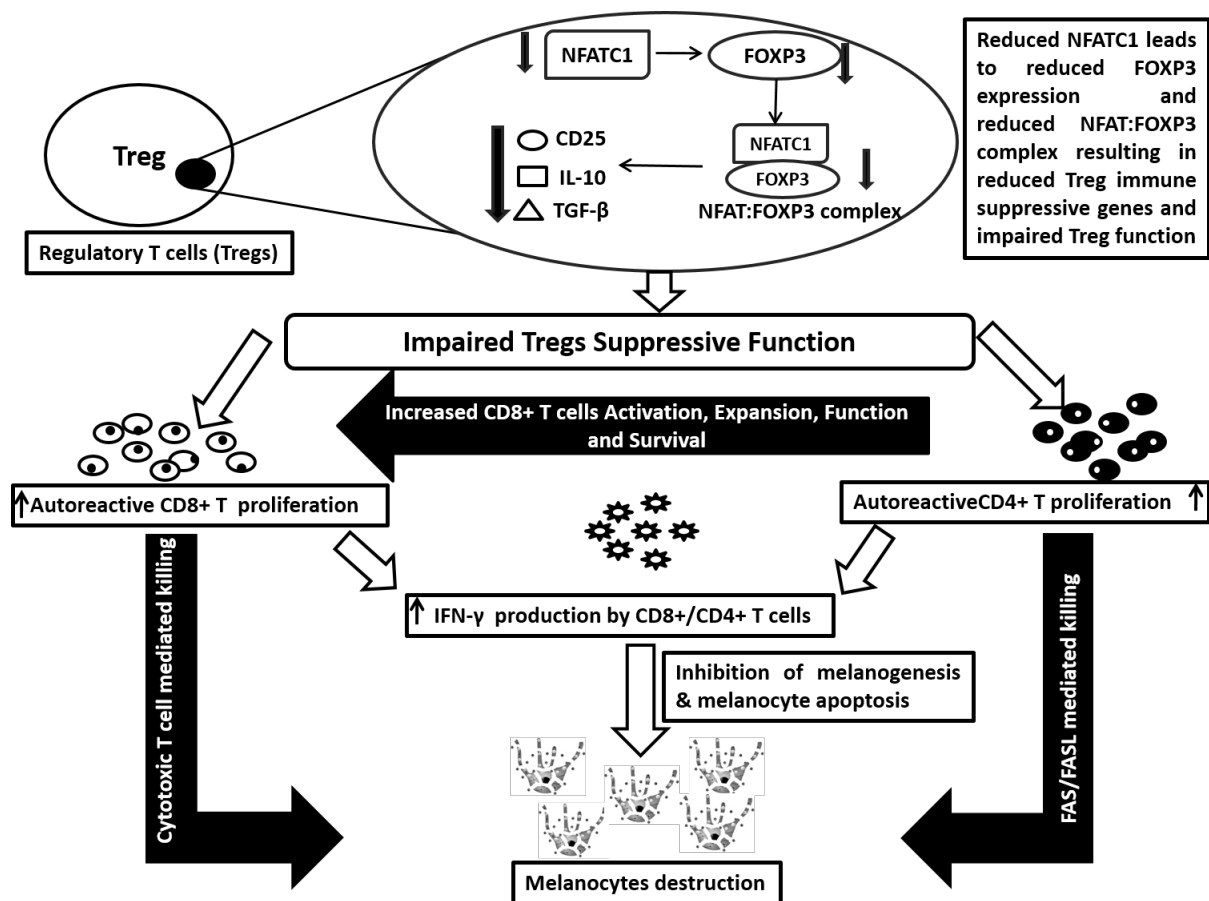 NFATC1
FOXP3
Treg
CD25
IL-10
TGF-β
NFATC1
FOXP3
NFAT:FOXP3 complex
Regulatory T cells (Tregs)
Reduced NFATC1 leads
to reduced FOXP3
expression and
reduced NFAT:FOXP3
complex resulting in
reduced Treg immune
suppressive genes and
impaired Treg function
Impaired Tregs Suppressive Function
Increased CD8+ T cells Activation, Expansion, Function
and Survival
Autoreactive CD8+ T proliferation
AutoreactiveCD4+ T proliferation
IFN-γ production by CD8+/CD4+ T cells
Cytotoxic T cell mediated killing
FAS/FASL mediated killing
Inhibition of melanogenesis
& melanocyte apoptosis
Melanocytes destruction